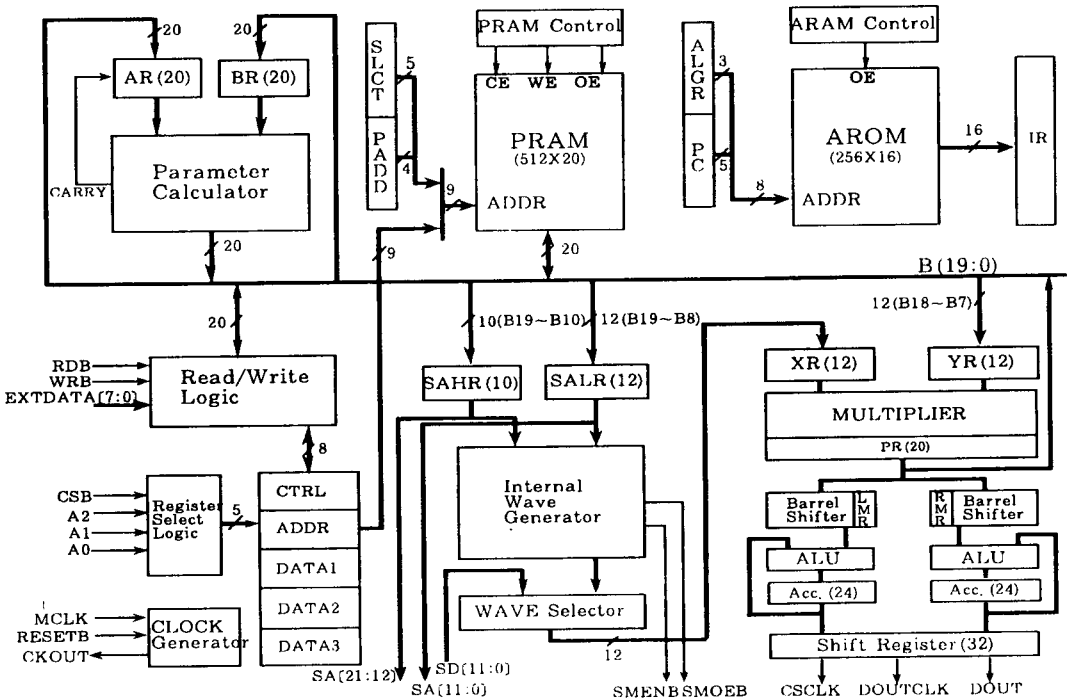 20
20
AR(20)
BR(20)
Parameter
Calculator
CARRY
20
SLCT
PADD
5
4
PRAM Control
CE WE OE
PRAM
(512X20)
ADDR
9
9
20
ALGR
PC
3
5
8
ARAM Control
OE
AROM
(256X16)
ADDR
16
IR
B(19:0)
20
10(B19~B10)
12(B19~B8)
12(B18~B7)
RDB
WRB
EXTDATA[7:0)
Read/Write
Logic
8
SAHR(10)
SALR(12)
XR(12)
YR(12)
MULTIPLIER
PR(20)
CSB
A2
A1
A0
Register
Select
Logic
5
CTRL
ADDR
DATA1
DATA2
DATA3
Internal
Wave
Generator
WAVE Selector
12
Barrel
Shifter
LMR
RMR
Barrel
Shifter
ALU
ALU
Acc.(24)
Acc.(24)
Shift Register(32)
MCLK
RESETB
CKOUT
CLOCK
Generator
SA[21:12)
SA[11:0)
SD(11:0)
SMENB
SMOEB
CSCLK
DOUTCLK
DOUT